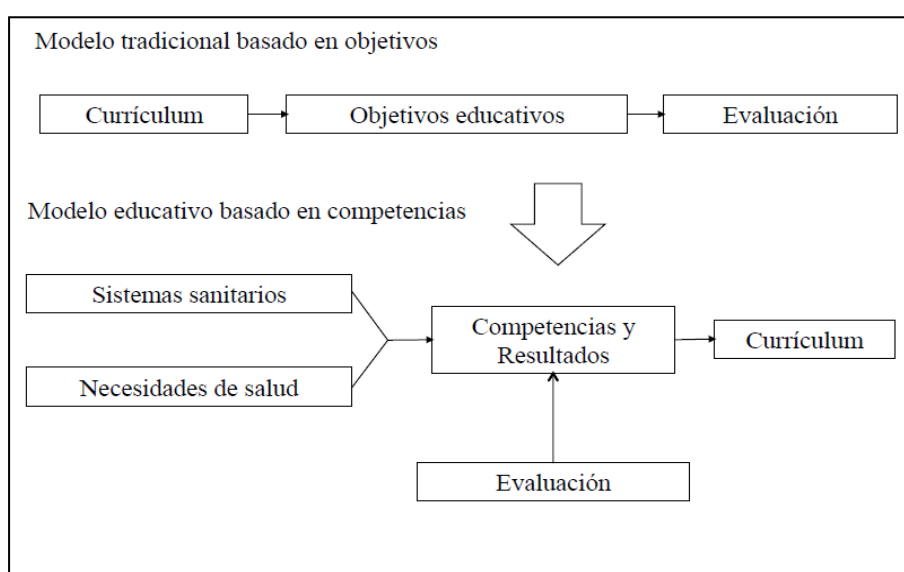 Modelo tradicional basado en objetivos
Currículum
Objetivos educativos
Evaluación
Modelo educativo basado en competencias
Sistemas sanitarios
Necesidades de salud
Competencias y
Resultados
Currículum
Evaluación